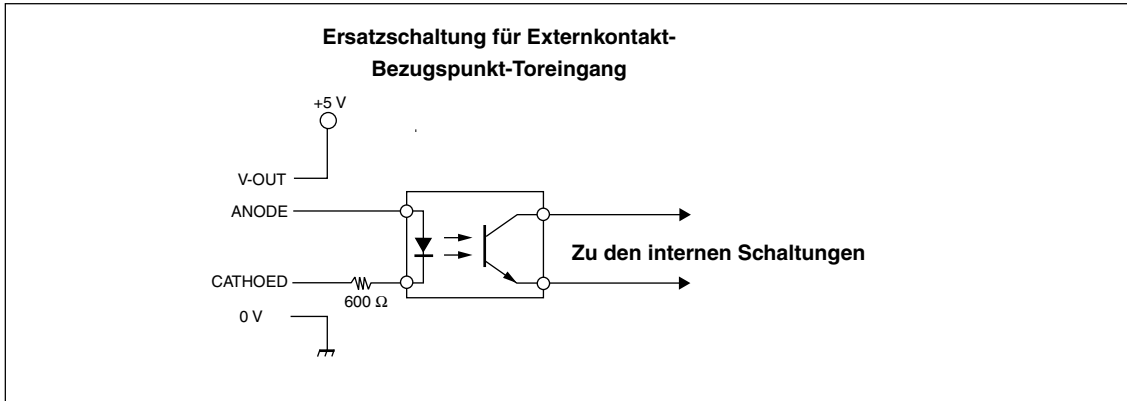 Ersatzschaltung für Externkontakt-
Bezugspunkt-Toreingang
+5 V
V-OUT
ANODE
Zu den internen Schaltungen
CATHOED
600 Ω
0 V